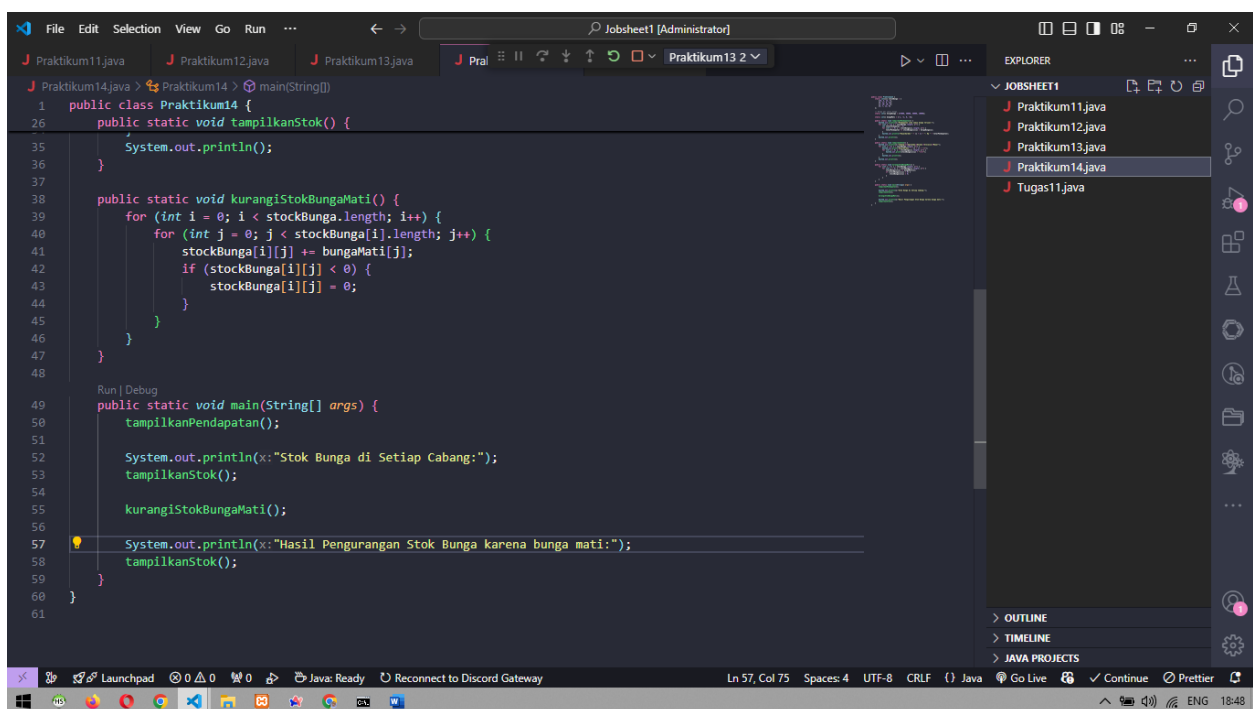 File Edit Selection View Go Run ··· Jobsheet1 [Administrator]
Praktikum11.java Praktikum12.java Praktikum13.java Pra Praktikum13 2
EXPLORER
Praktikum14.java > Praktikum14 > main(String[])
1 public class Praktikum14 {
26 public static void tampilkanStok() {
35 System.out.println();
36 }
37
38 public static void kurangiStokBungaMati() {
39 for (int i = 0; i < stockBunga.length; i++) {
40 for (int j = 0; j < stockBunga[i].length; j++) {
41 stockBunga[i][j] += bungaMati[j];
42 if (stockBunga[i][j] < 0) {
43 stockBunga[i][j] = 0;
44 }
45 }
46 }
47 }
48
Run | Debug
49 public static void main(String[] args) {
50 tampilkanPendapatan();
51
52 System.out.println(x:"Stok Bunga di Setiap Cabang:");
53 tampilkanStok();
54
55 kurangiStokBungaMati();
56
57 System.out.println(x:"Hasil Pengurangan Stok Bunga karena bunga mati:");
58 tampilkanStok();
59 }
60 }
61
JOBSHEET1
Praktikum11.java
Praktikum12.java
Praktikum13.java
Praktikum14.java
Tugas11.java
OUTLINE
TIMELINE
JAVA PROJECTS
1
1
Launchpad 0 0 0 Java: Ready Reconnect to Discord Gateway Ln 57, Col 75 Spaces: 4 UTF-8 CRLF {} Java Go Live Continue Prettier
ENG 18:48